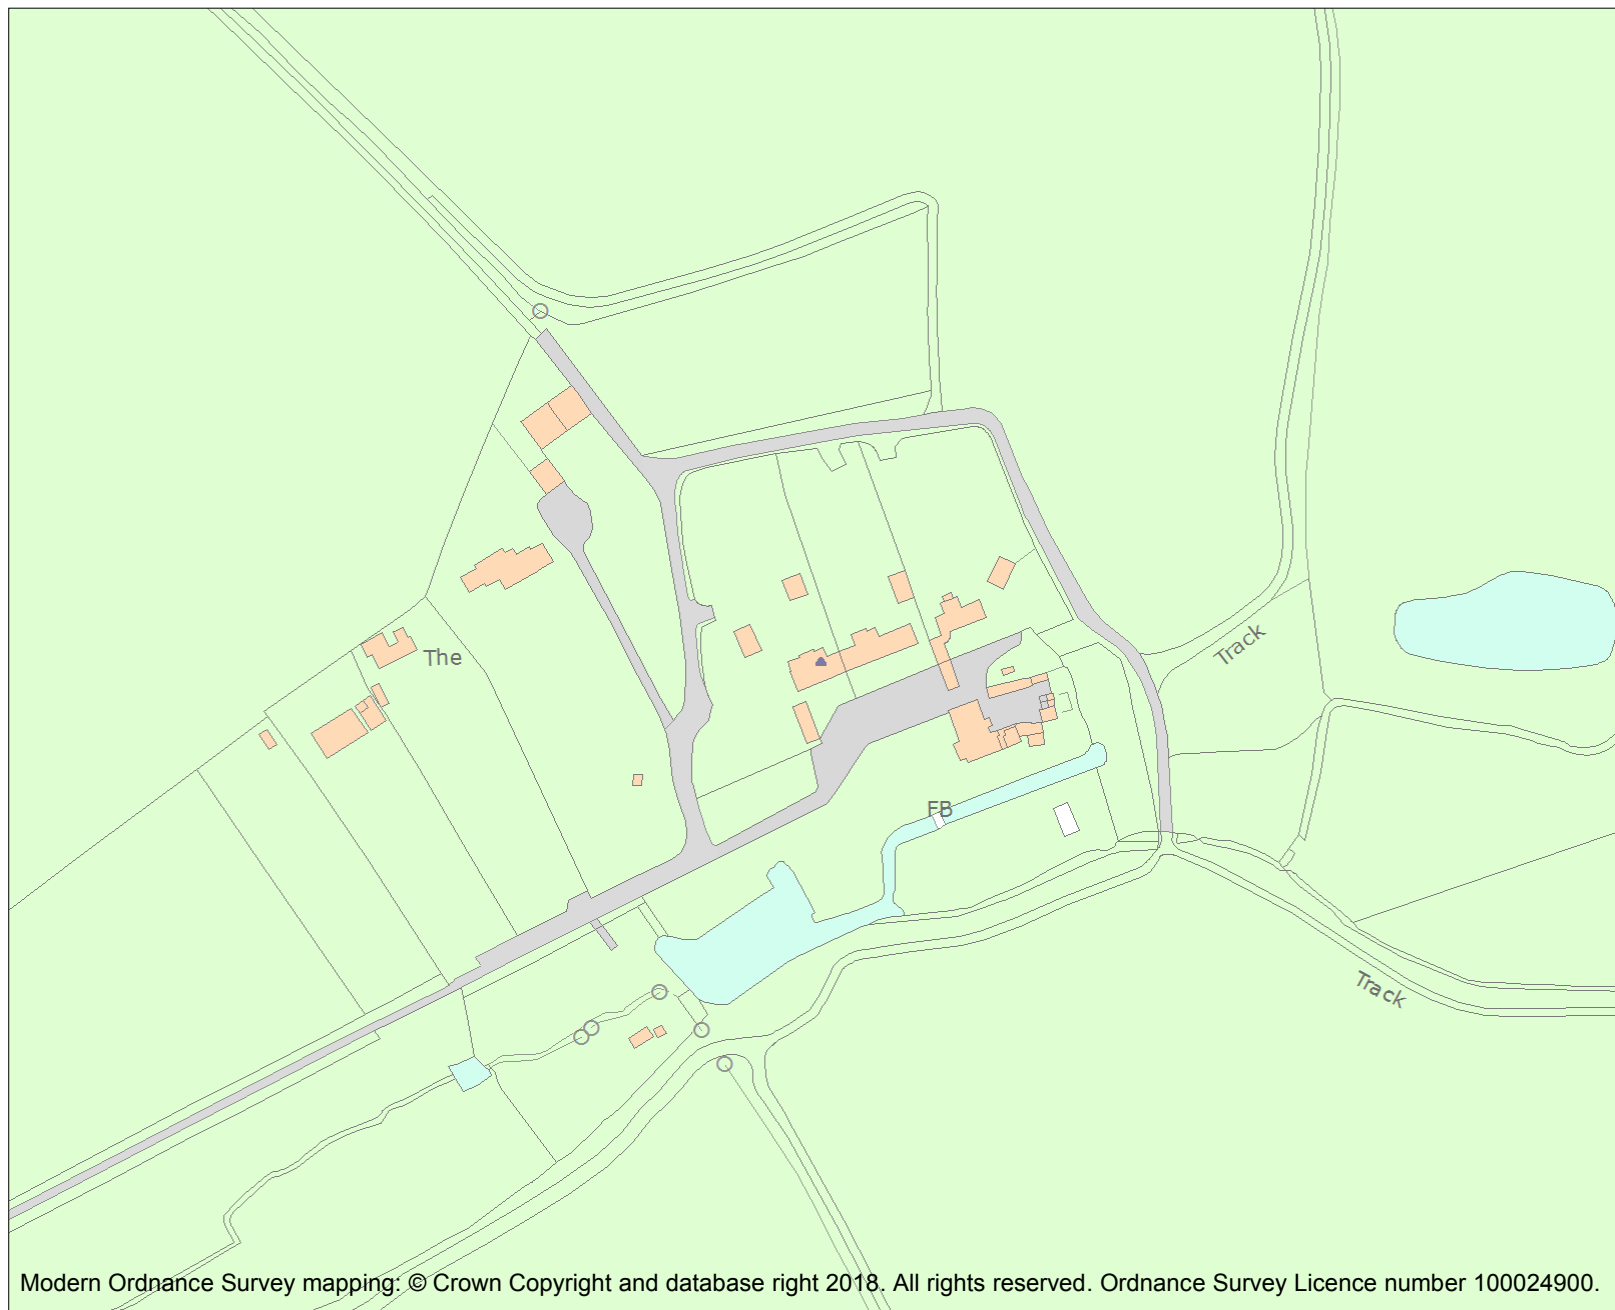 The
Track
FB
Track
Modern Ordnance Survey mapping: © Crown Copyright and database right 2018. All rights reserved. Ordnance Survey Licence number 100024900.